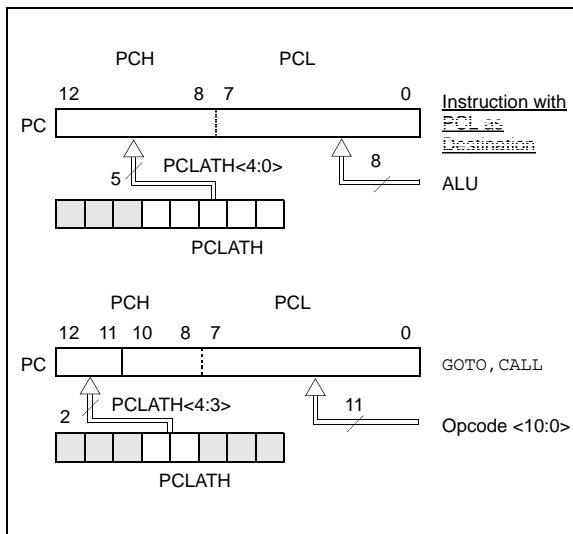 PCH PCL
12 8 7 0
Instruction with
PCL as
Destination
PC
PCLATH<4:0>
5 8
ALU
PCLATH
PCH PCL
12 11 10 8 7 0
PC GOTO, CALL
PCLATH<4:3>
2 11
Opcode <10:0>
PCLATH